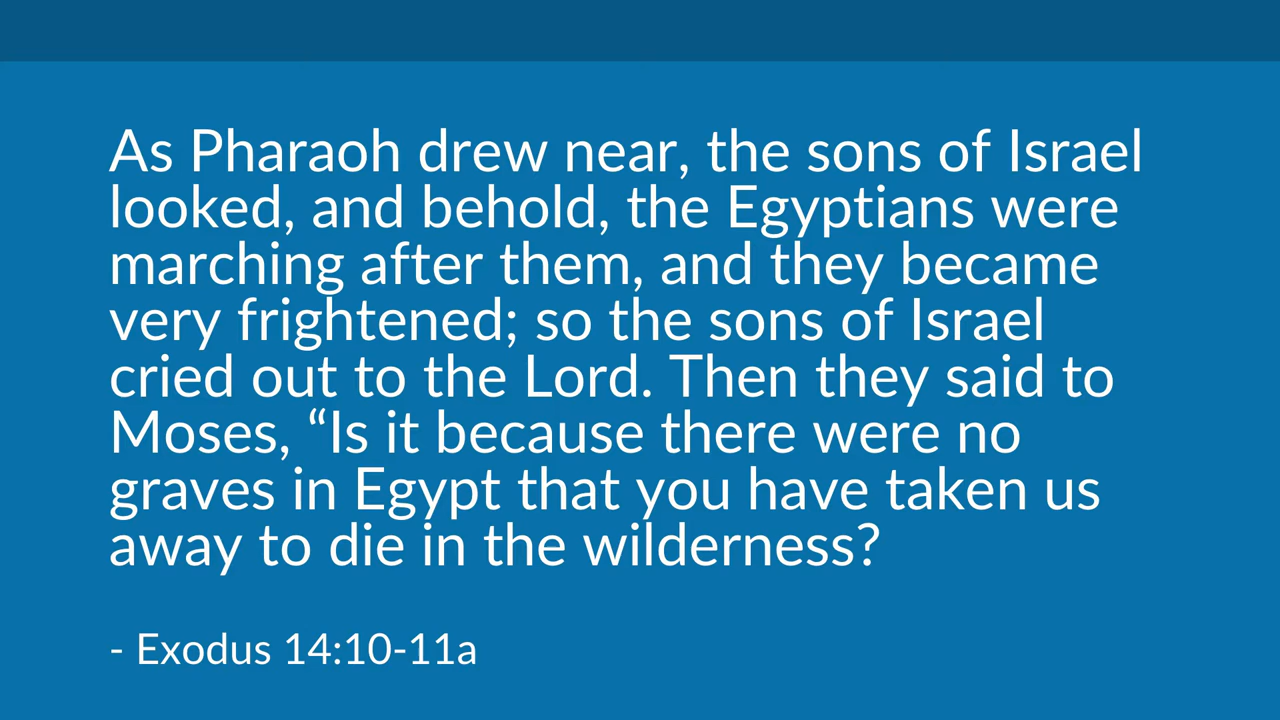 As Pharaoh drew near, the sons of Israel
looked, and behold, the Egyptians were
marching after them, and they became
very frightened; so the sons of Israel
cried out to the Lord. Then they said to
Moses, “Is it because there were no
graves in Egypt that you have taken us
away to die in the wilderness?
- Exodus 14:10-11a